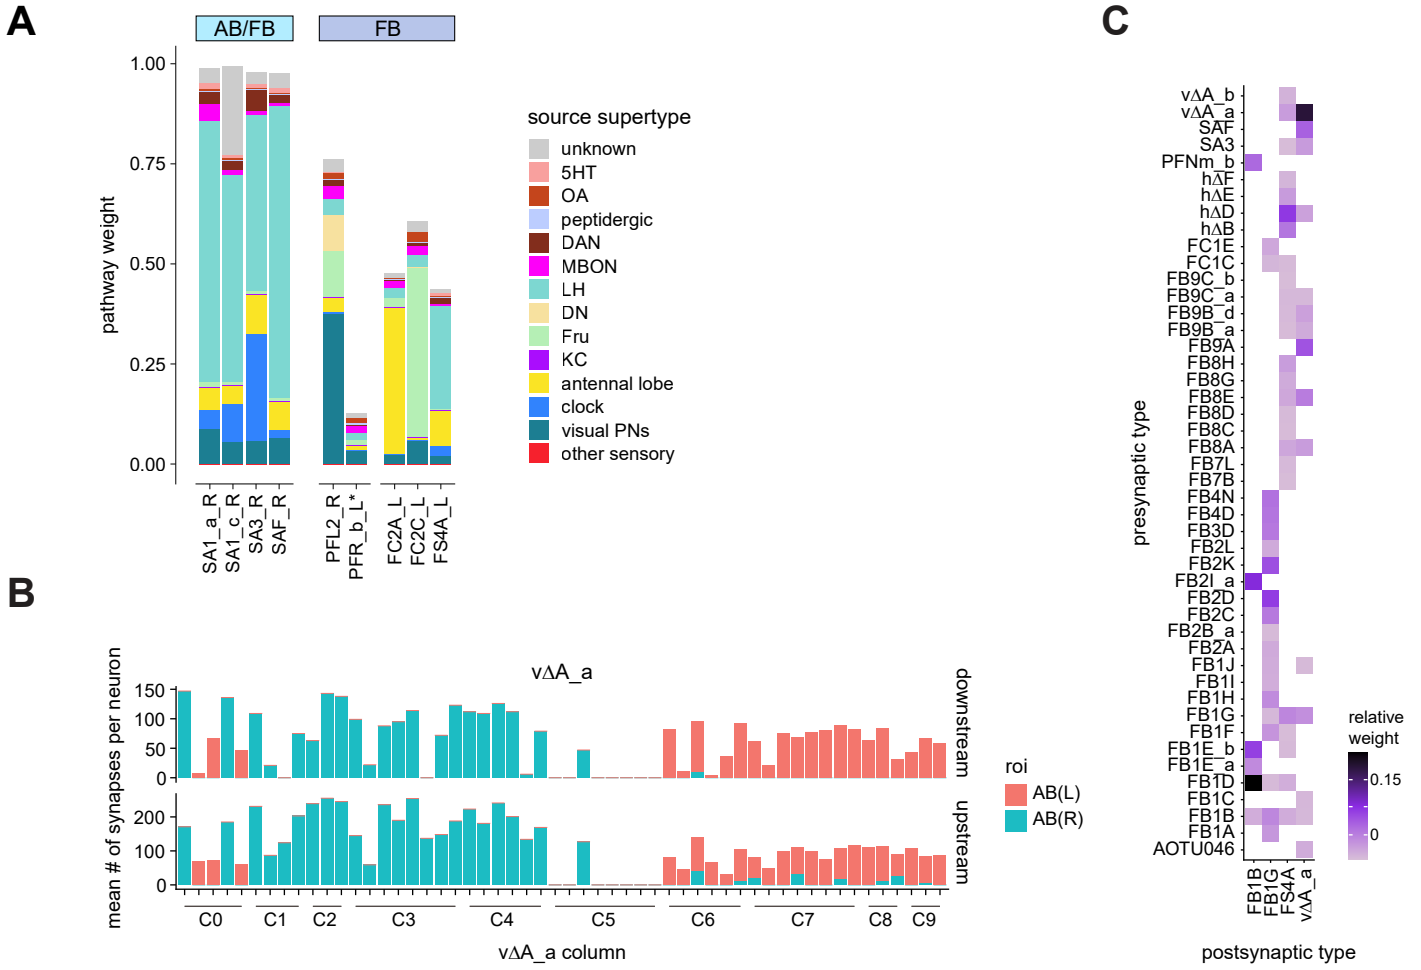 A
AB/FB
FB
1.00
0.75
0.50
0.25
0.00
pathway weight
SA1_a_R
SA1_c_R
SA3_R
SAF_R
PFL2_R
PFR_b_L*
FC2A_L
FC2C_L
FS4A_L
source supertype
unknown
5HT
OA
peptidergic
DAN
MBON
LH
DN
Fru
KC
antennal lobe
clock
visual PNs
other sensory
B
vΔA_a
mean # of synapses per neuron
150
100
50
0
downstream
200
100
0
upstream
C0
C1
C2
C3
C4
C5
C6
C7
C8
C9
vΔA_a column
roi
AB(L)
AB(R)
C
presynaptic type
vΔA_b
vΔA_a
SAF
SA3
PFNm_b
hΔF
hΔE
hΔD
hΔB
FC1E
FC1C
FB9C_b
FB9C_a
FB9B_d
FB9B_a
FB9A
FB8H
FB8G
FB8E
FB8D
FB8C
FB8A
FB7L
FB7B
FB4N
FB4D
FB3D
FB2L
FB2K
FB2I_a
FB2D
FB2C
FB2B_a
FB2A
FB1J
FB1I
FB1H
FB1G
FB1F
FB1E_b
FB1E_a
FB1D
FB1C
FB1B
FB1A
AOTU046
FB1B
FB1G
FS4A
vΔA_a
postsynaptic type
relative
weight
0.15
0